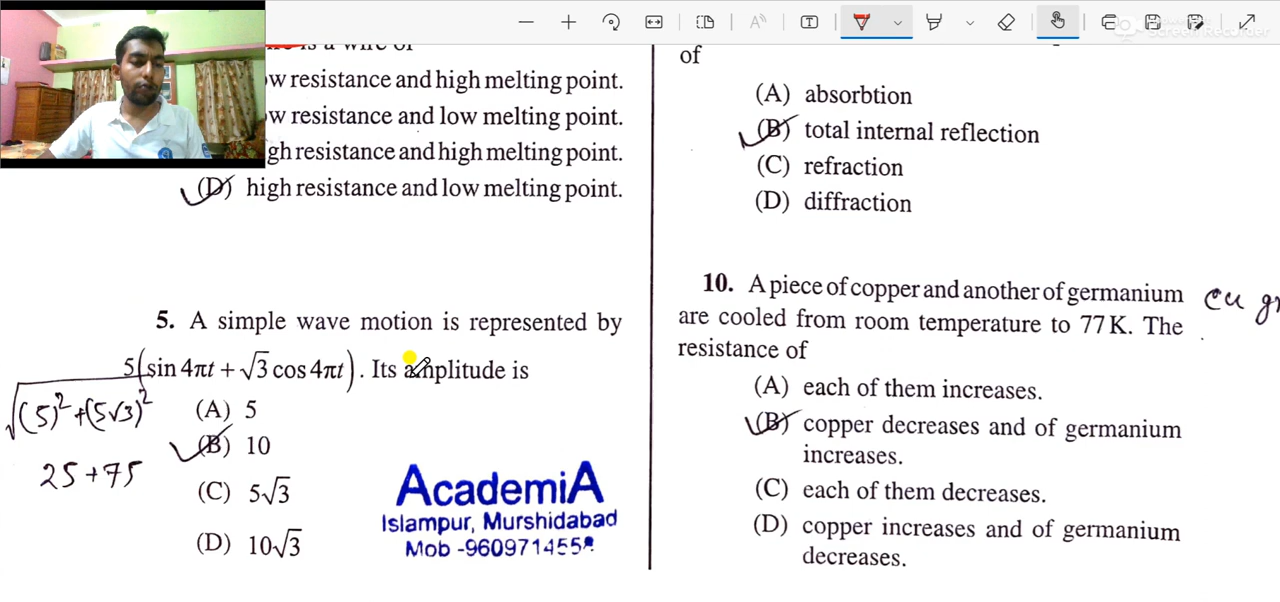 is a wire of
w resistance and high melting point.
w resistance and low melting point.
gh resistance and high melting point.
(D) high resistance and low melting point.
5. A simple wave motion is represented by
5(sin 4πt + √3 cos 4πt). Its amplitude is
√(5)² + (5√3)²
25 + 75
(A) 5
(B) 10
(C) 5√3
(D) 10√3
AcademiA
Islampur, Murshidabad
of
(A) absorbtion
(B) total internal reflection
(C) refraction
(D) diffraction
10. A piece of copper and another of germanium
are cooled from room temperature to 77 K. The
resistance of
cu g
(A) each of them increases.
(B) copper decreases and of germanium
increases.
(C) each of them decreases.
(D) copper increases and of germanium
decreases.
Screen Recorder